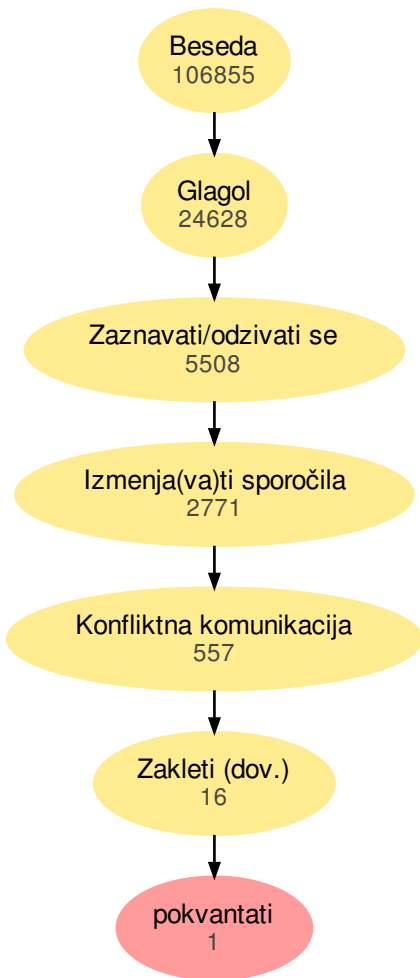 Beseda
106855
Glagol
24628
Zaznavati/odzivati se
5508
Izmenja(va)ti sporočila
2771
Konfliktna komunikacija
557
Zakleti (dov.)
16
pokvantati
1